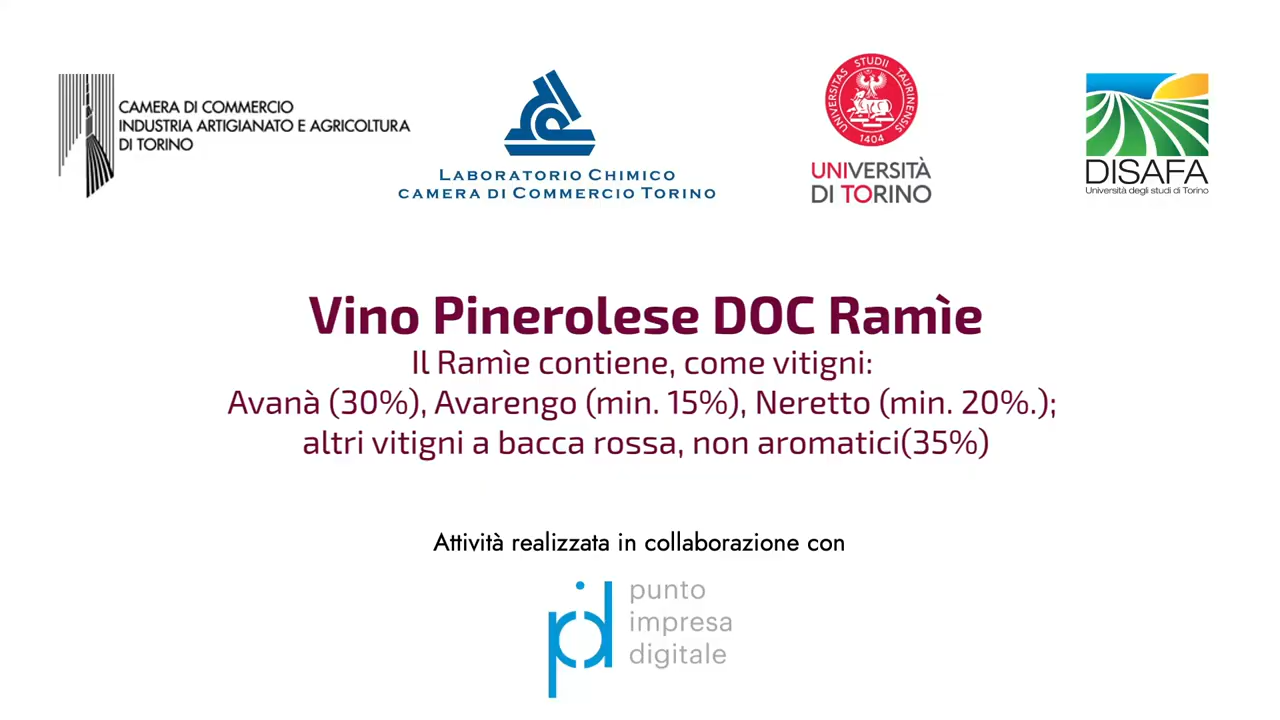 CAMERA DI COMMERCIO
INDUSTRIA ARTIGIANATO E AGRICOLTURA
DI TORINO
LABORATORIO CHIMICO
CAMERA DI COMMERCIO TORINO
UNIVERSITAS STUDII TAURINENSIS
1404
UNIVERSITÀ
DI TORINO
DISAFA
Università degli studi di Torino
Vino Pinerolese DOC Ramìe
Il Ramìe contiene, come vitigni:
Avanà (30%), Avarengo (min. 15%), Neretto (min. 20%.);
altri vitigni a bacca rossa, non aromatici(35%)
Attività realizzata in collaborazione con
pid
punto
impresa
digitale